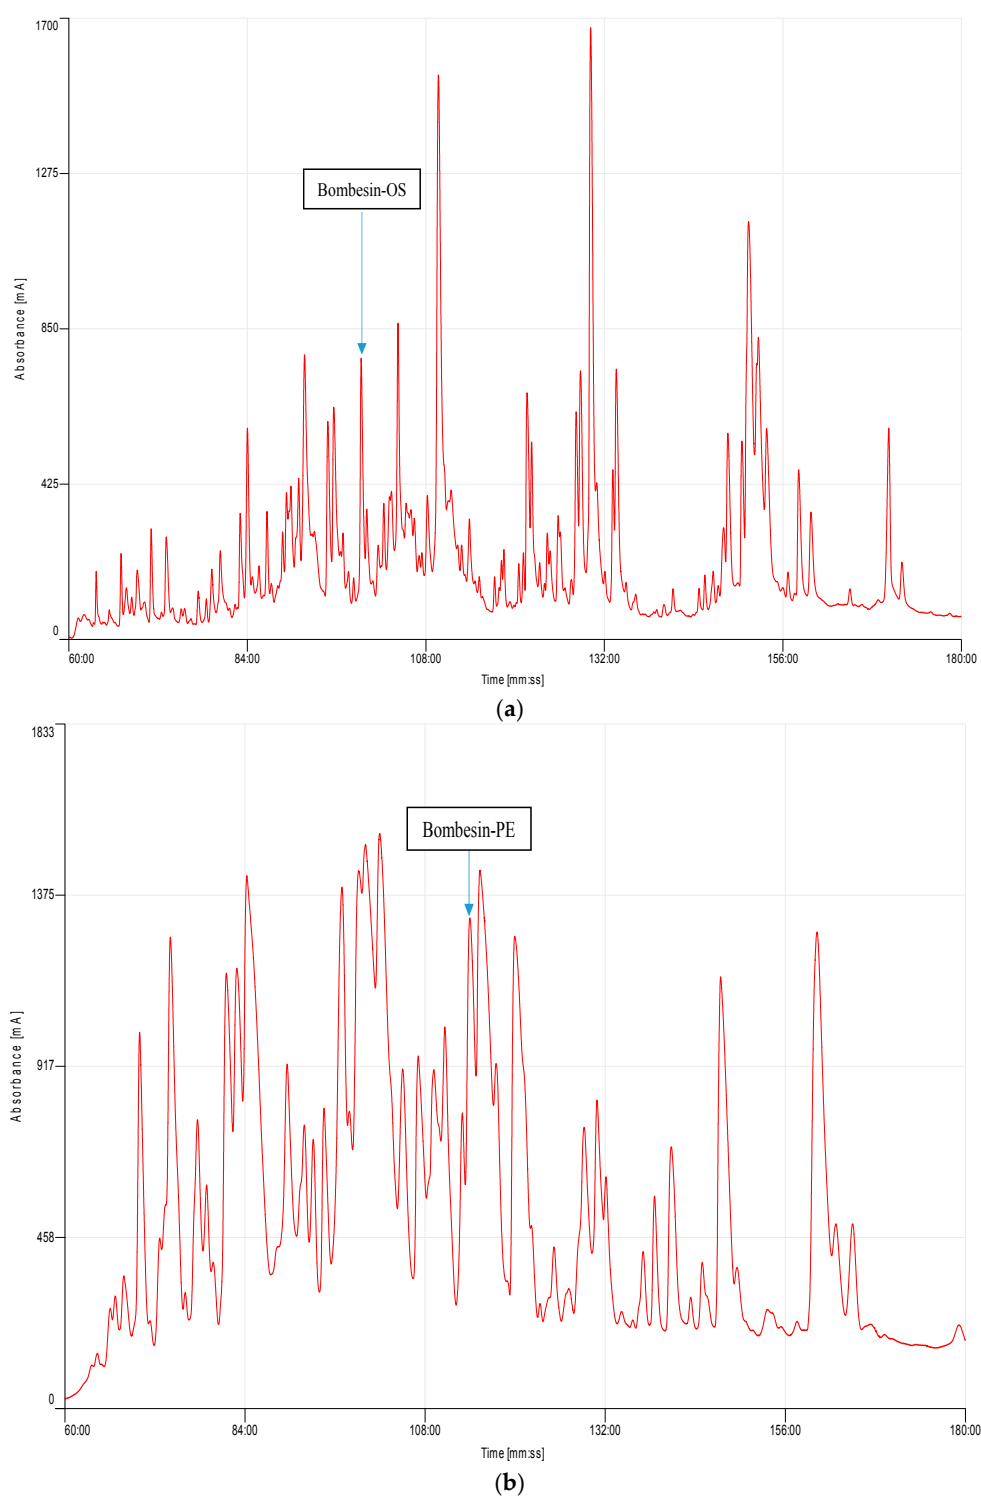 1700
1275
850
425
0
Absorbance [mA]
Bombesin-OS
60:00 84:00 108:00 132:00 156:00 180:00
Time [mm:ss]
(a)
1833
1375
917
458
0
Absorbance [mA]
Bombesin-PE
60:00 84:00 108:00 132:00 156:00 180:00
Time [mm:ss]
(b)